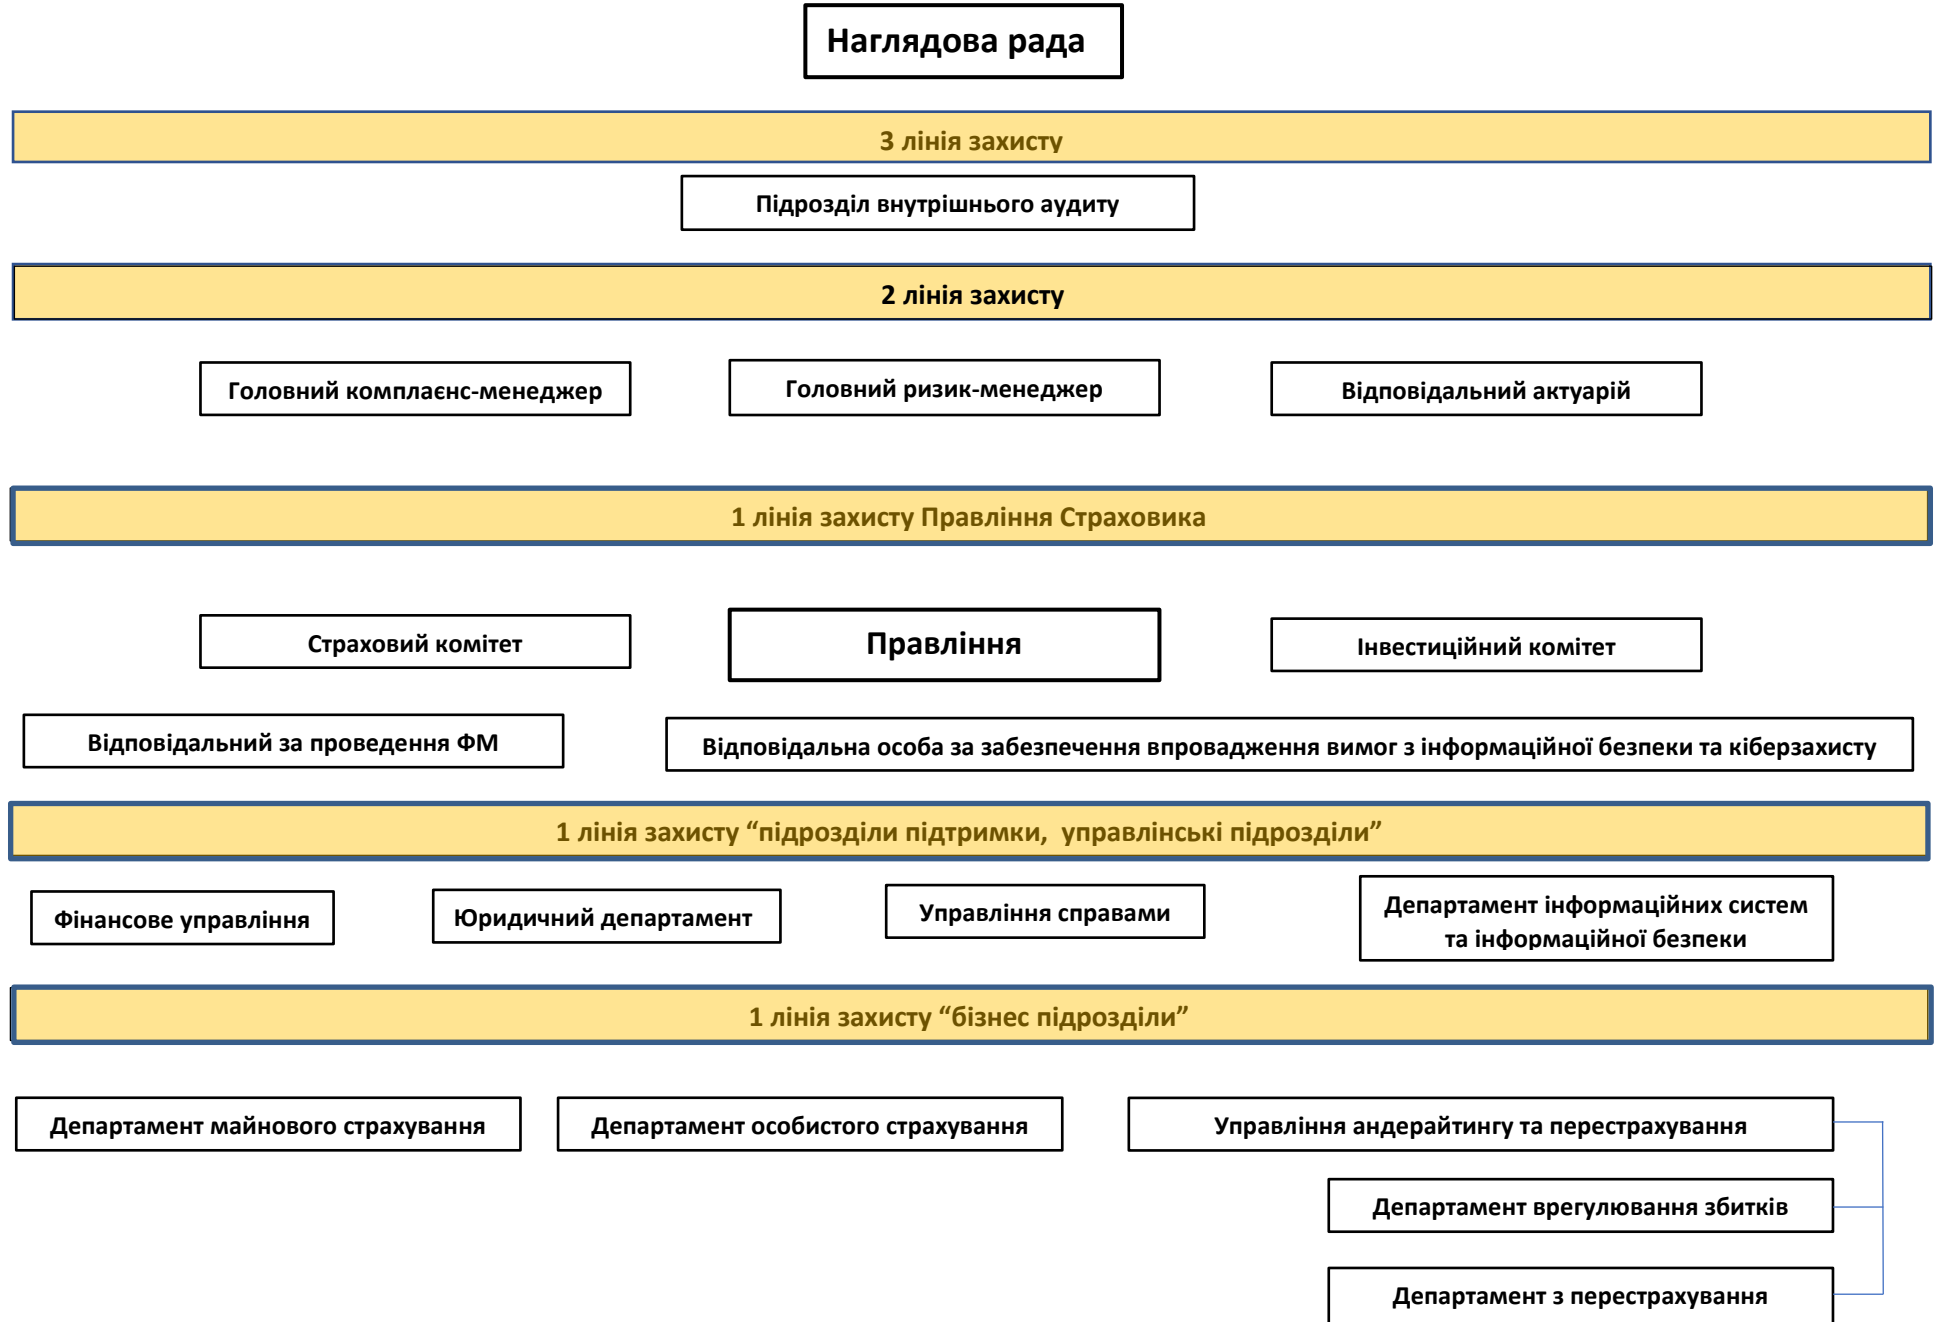 Наглядова рада
3 лінія захисту
Підрозділ внутрішнього аудиту
2 лінія захисту
Головний комплаєнс-менеджер
Головний ризик-менеджер
Відповідальний актуарій
1 лінія захисту Правління Страховика
Страховий комітет
Правління
Інвестиційний комітет
Відповідальний за проведення ФМ
Відповідальна особа за забезпечення впровадження вимог з інформаційної безпеки та кіберзахисту
1 лінія захисту “підрозділи підтримки, управлінські підрозділи”
Фінансове управління
Юридичний департамент
Управління справами
Департамент інформаційних систем
та інформаційної безпеки
1 лінія захисту “бізнес підрозділи”
Департамент майнового страхування
Департамент особистого страхування
Управління андерайтингу та перестрахування
Департамент врегулювання збитків
Департамент з перестрахування